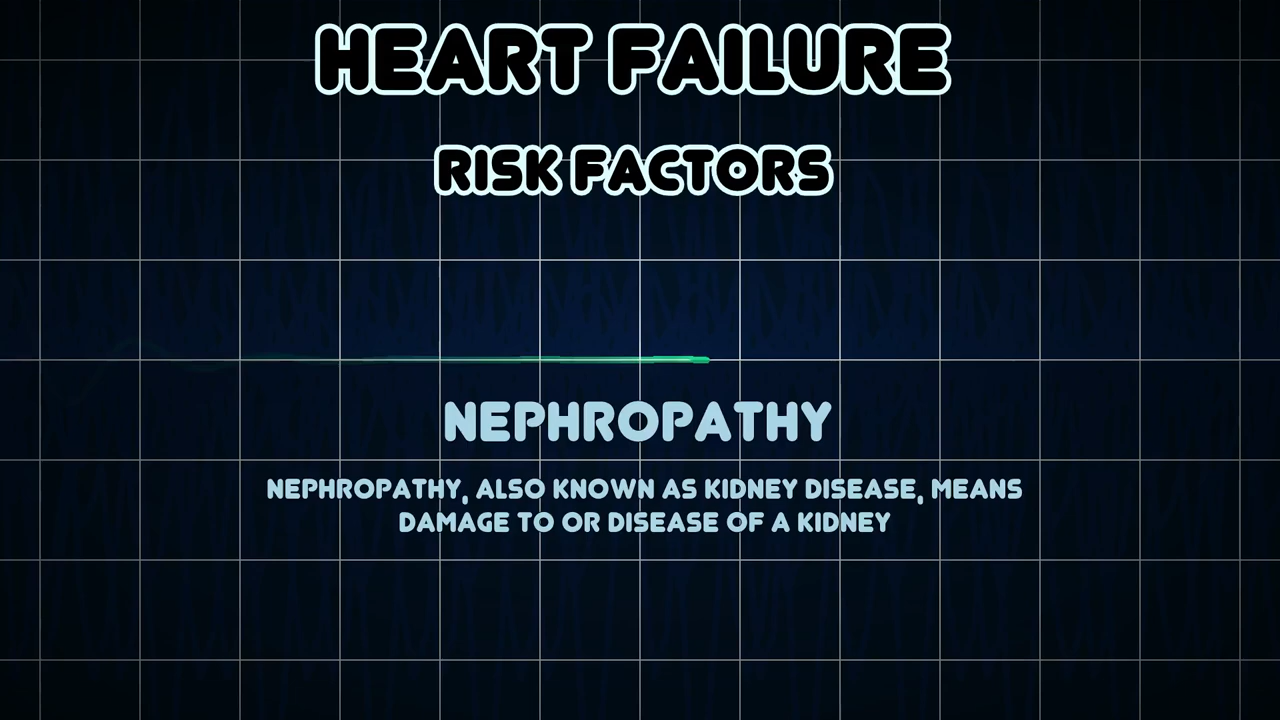 HEART FAILURE
RISK FACTORS
NEPHROPATHY
NEPHROPATHY, ALSO KNOWN AS KIDNEY DISEASE, MEANS
DAMAGE TO OR DISEASE OF A KIDNEY